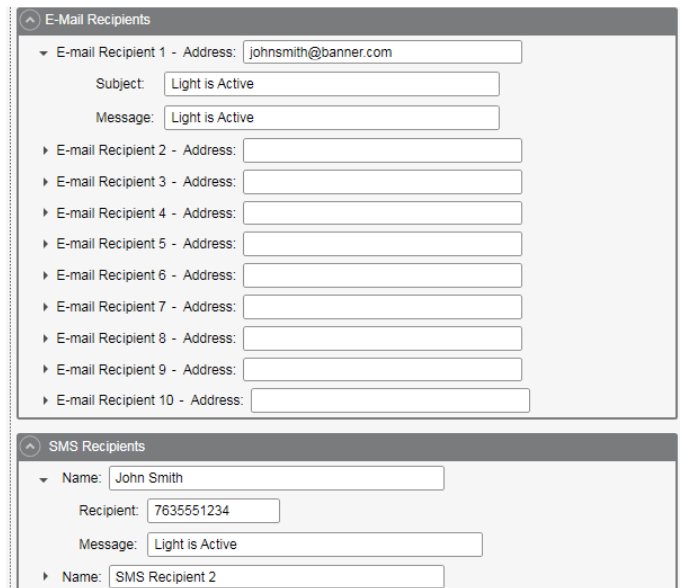 E-Mail Recipients
E-mail Recipient 1 - Address: johnsmith@banner.com
Subject: Light is Active
Message: Light is Active
E-mail Recipient 2 - Address:
E-mail Recipient 3 - Address:
E-mail Recipient 4 - Address:
E-mail Recipient 5 - Address:
E-mail Recipient 6 - Address:
E-mail Recipient 7 - Address:
E-mail Recipient 8 - Address:
E-mail Recipient 9 - Address:
E-mail Recipient 10 - Address:
SMS Recipients
Name: John Smith
Recipient: 7635551234
Message: Light is Active
Name: SMS Recipient 2